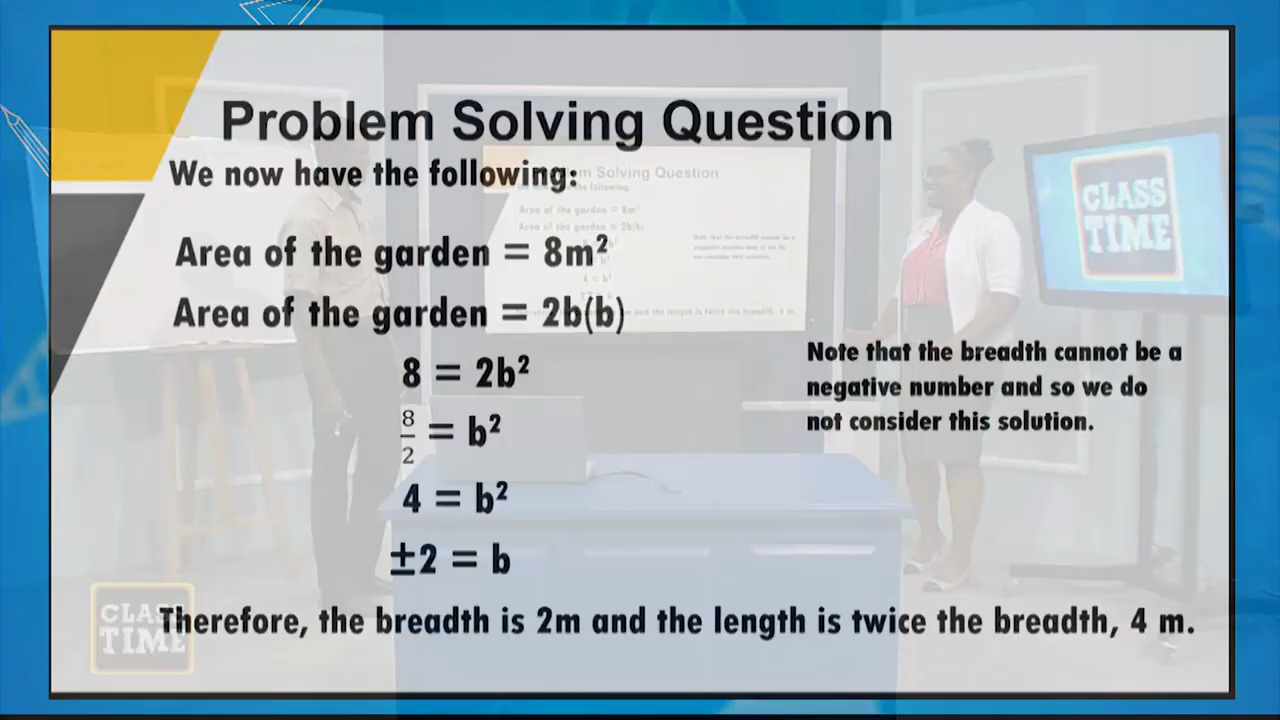 Problem Solving Question
We now have the following:
Area of the garden = 8m²
Area of the garden = 2b(b)
8 = 2b²
8/2 = b²
4 = b²
±2 = b
Note that the breadth cannot be a
negative number and so we do
not consider this solution.
Therefore, the breadth is 2m and the length is twice the breadth, 4 m.
CLASS
TIME
CLASS
TIME